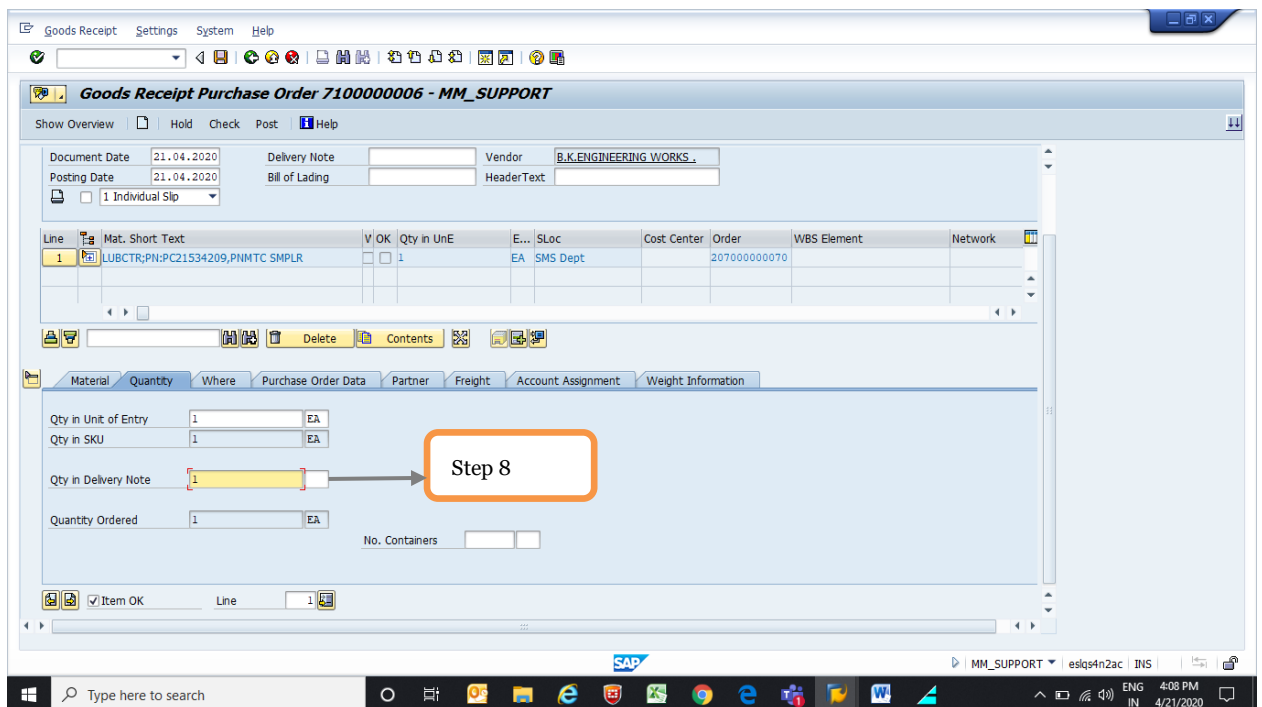 Goods Receipt Settings System Help
Goods Receipt Purchase Order 7100000006 - MM_SUPPORT
Show Overview Hold Check Post Help
Document Date 21.04.2020 Delivery Note Vendor B.K.ENGINEERING WORKS .
Posting Date 21.04.2020 Bill of Lading HeaderText
1 Individual Slip
Line Mat. Short Text V OK Qty in UnE E... SLoc Cost Center Order WBS Element Network
1 LUBCTR;PN:PC21534209,PNMTC SMPLR 1 EA SMS Dept 207000000070
Delete Contents
Material Quantity Where Purchase Order Data Partner Freight Account Assignment Weight Information
Qty in Unit of Entry 1 EA
Qty in SKU 1 EA
Step 8
Qty in Delivery Note 1
Quantity Ordered 1 EA
No. Containers
Item OK Line 1
SAP MM_SUPPORT eslqs4n2ac INS
Type here to search ENG 4:08 PM
IN 4/21/2020